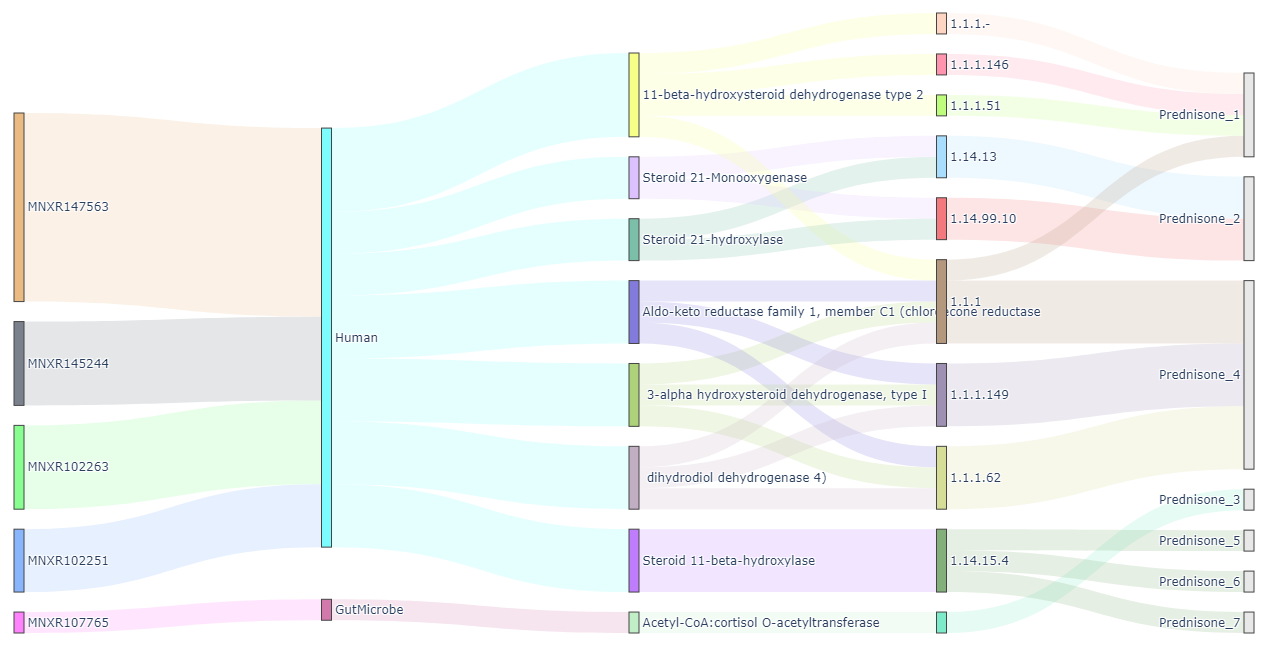 MNXR147563
MNXR145244
MNXR102263
MNXR102251
MNXR107765
Human
GutMicrobe
11-beta-hydroxysteroid dehydrogenase type 2
Steroid 21-Monooxygenase
Steroid 21-hydroxylase
Aldo-keto reductase family 1, member C1 (chlordecone reductase
3-alpha hydroxysteroid dehydrogenase, type I
dihydrodiol dehydrogenase 4)
Steroid 11-beta-hydroxylase
Acetyl-CoA:cortisol O-acetyltransferase
1.1.1.-
1.1.1.146
1.1.1.51
1.14.13
1.14.99.10
1.1.1
1.1.1.149
1.1.1.62
1.14.15.4
Prednisone_1
Prednisone_2
Prednisone_4
Prednisone_3
Prednisone_5
Prednisone_6
Prednisone_7